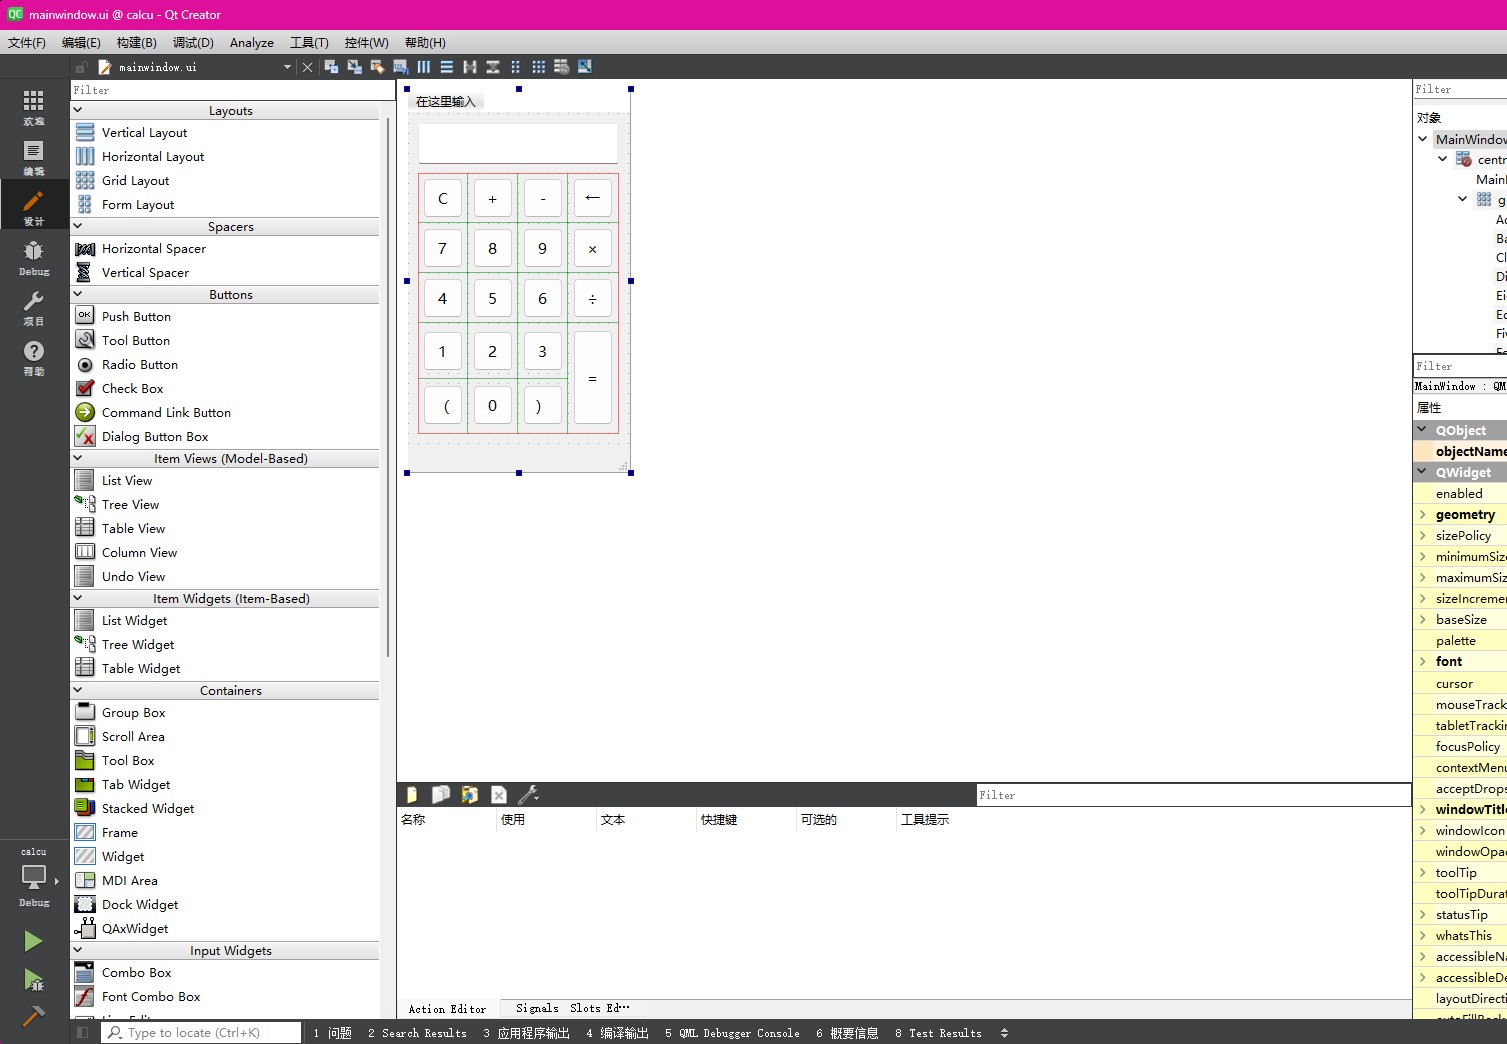 mainwindow.ui @ calcu - Qt Creator
文件(F) 编辑(E) 构建(B) 调试(D) Analyze 工具(T) 控件(W) 帮助(H)
mainwindow.ui
欢迎
编辑
设计
Debug
项目
帮助
calcu
Debug
Filter
Layouts
Vertical Layout
Horizontal Layout
Grid Layout
Form Layout
Spacers
Horizontal Spacer
Vertical Spacer
Buttons
OK Push Button
Tool Button
Radio Button
Check Box
Command Link Button
Dialog Button Box
Item Views (Model-Based)
List View
Tree View
Table View
Column View
Undo View
Item Widgets (Item-Based)
List Widget
Tree Widget
Table Widget
Containers
Group Box
Scroll Area
Tool Box
Tab Widget
Stacked Widget
Frame
Widget
MDI Area
Dock Widget
QAxWidget
Input Widgets
Combo Box
Font Combo Box
在这里输入
C + - ←
7 8 9 ×
4 5 6 ÷
1 2 3
=
( 0 )
Filter
名称 使用 文本 快捷键 可选的 工具提示
Action Editor Signals Slots Ed…
Filter
对象
MainWindow
centr
MainI
g
Ac
Ba
Cl
Di
Ei
Ec
Fi
Filter
MainWindow : QM
属性
QObject
objectName
QWidget
enabled
geometry
sizePolicy
minimumSize
maximumSiz
sizeIncremen
baseSize
palette
font
cursor
mouseTrack
tabletTrackin
focusPolicy
contextMenu
acceptDrops
windowTitle
windowIcon
windowOpac
toolTip
toolTipDurat
statusTip
whatsThis
accessibleNa
accessibleDe
layoutDirecti
Type to locate (Ctrl+K) 1 问题 2 Search Results 3 应用程序输出 4 编译输出 5 QML Debugger Console 6 概要信息 8 Test Results